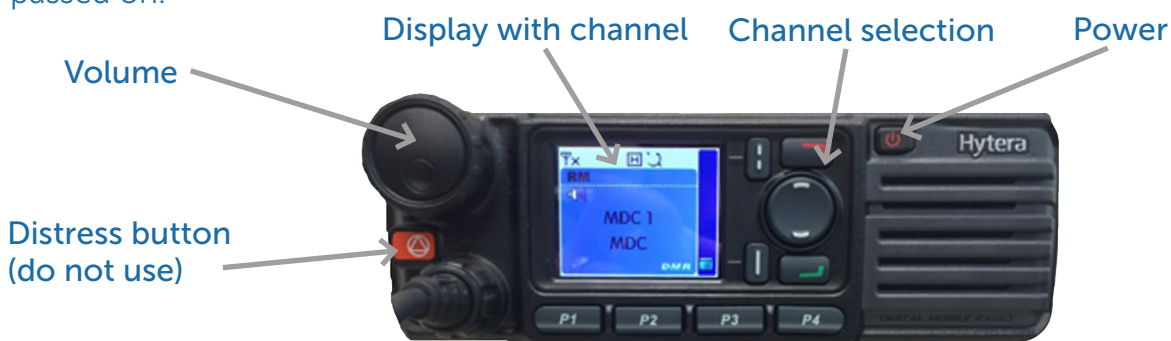 passed on.
Display with channel
Channel selection
Power
Volume
Hytera
Tx
H
RM
MDC 1
MDC
DMR
Distress button
(do not use)
P1
P2
P3
P4
DIGITAL MOBILE RADIO